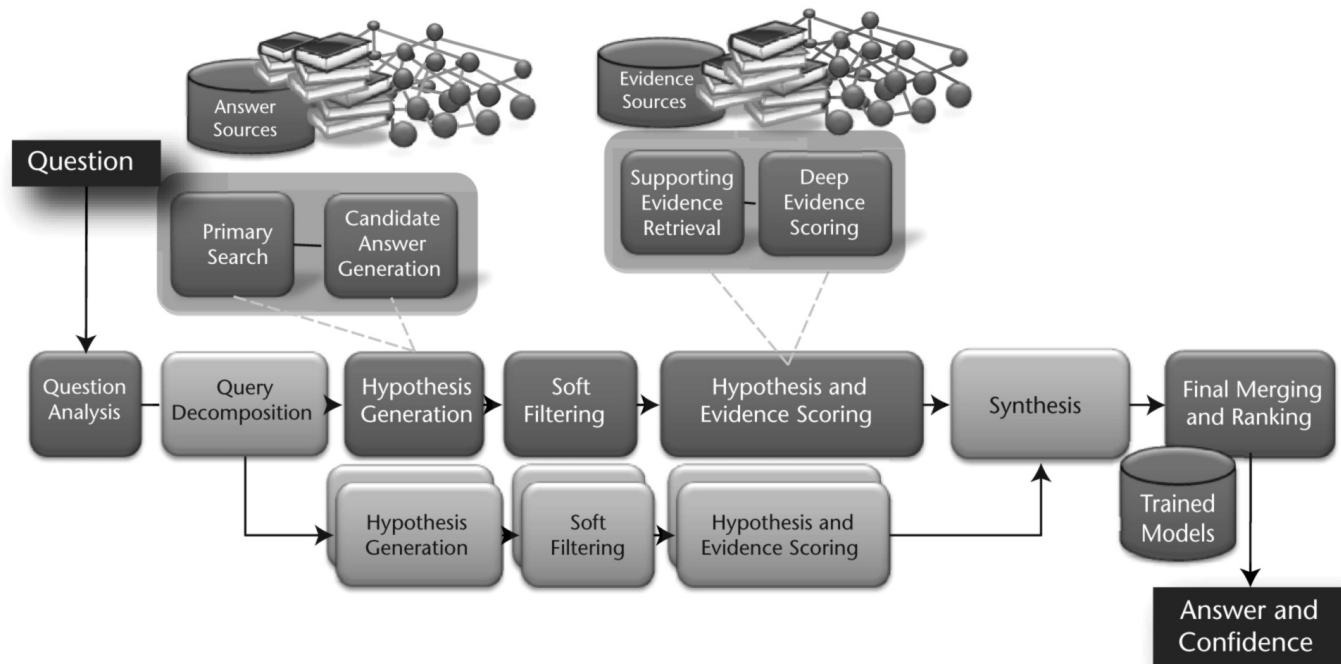 Answer
Sources
Evidence
Sources
Question
Primary
Search
Candidate
Answer
Generation
Supporting
Evidence
Retrieval
Deep
Evidence
Scoring
Question
Analysis
Query
Decomposition
Hypothesis
Generation
Soft
Filtering
Hypothesis and
Evidence Scoring
Synthesis
Final Merging
and Ranking
Trained
Models
Hypothesis
Generation
Soft
Filtering
Hypothesis and
Evidence Scoring
Answer and
Confidence